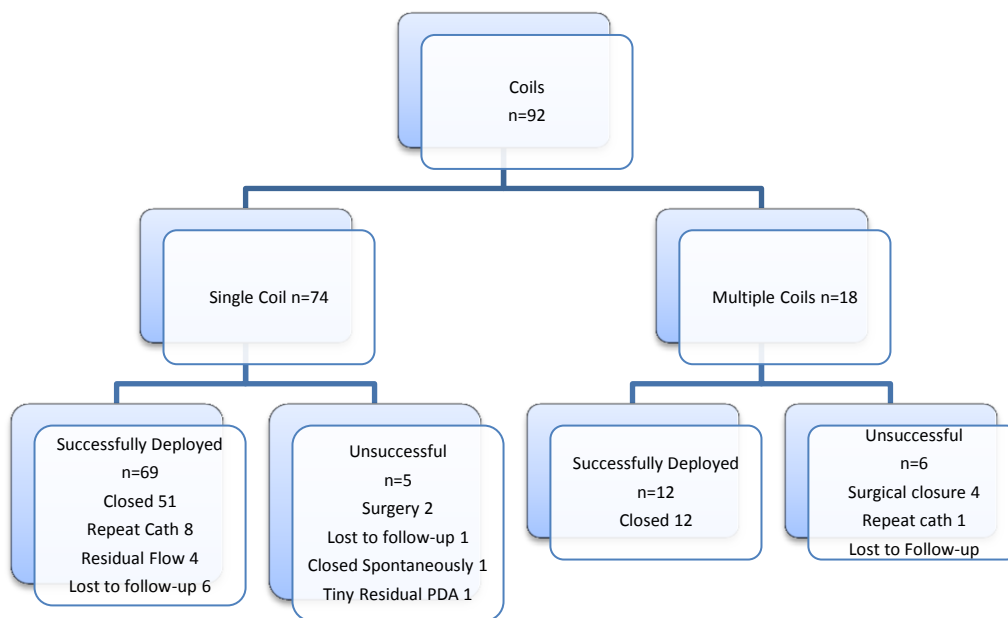 Coils
n=92
Single Coil n=74
Multiple Coils n=18
Successfully Deployed
n=69
Closed 51
Repeat Cath 8
Residual Flow 4
Lost to follow-up 6
Unsuccessful
n=5
Surgery 2
Lost to follow-up 1
Closed Spontaneously 1
Tiny Residual PDA 1
Successfully Deployed
n=12
Closed 12
Unsuccessful
n=6
Surgical closure 4
Repeat cath 1
Lost to Follow-up